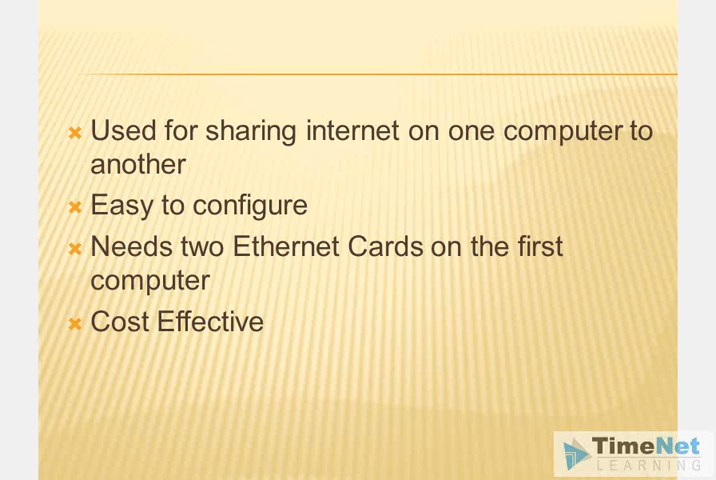 Used for sharing internet on one computer to
another
Easy to configure
Needs two Ethernet Cards on the first
computer
Cost Effective
TimeNet
LEARNING